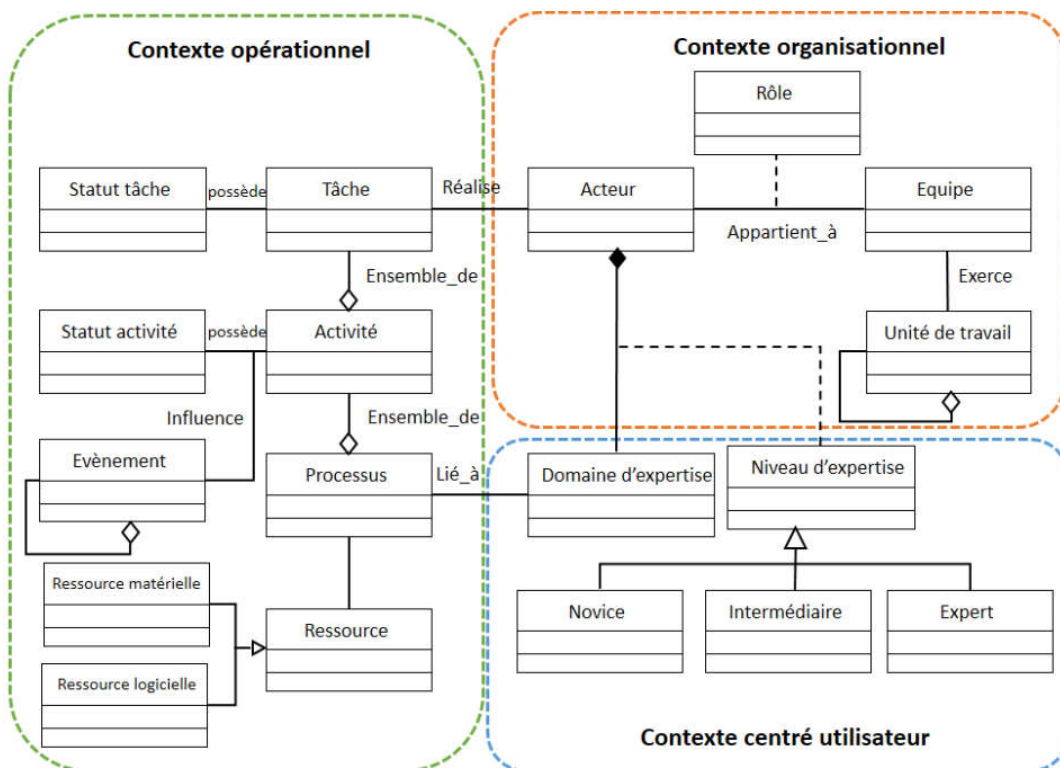 Contexte opérationnel
Contexte organisationnel
Rôle
Statut tâche
possède
Tâche
Réalise
Acteur
Appartient_à
Equipe
Ensemble_de
Exerce
Statut activité
possède
Activité
Unité de travail
Influence
Ensemble_de
Evènement
Processus
Lié_à
Domaine d'expertise
Niveau d'expertise
Ressource matérielle
Ressource
Ressource logicielle
Novice
Intermédiaire
Expert
Contexte centré utilisateur